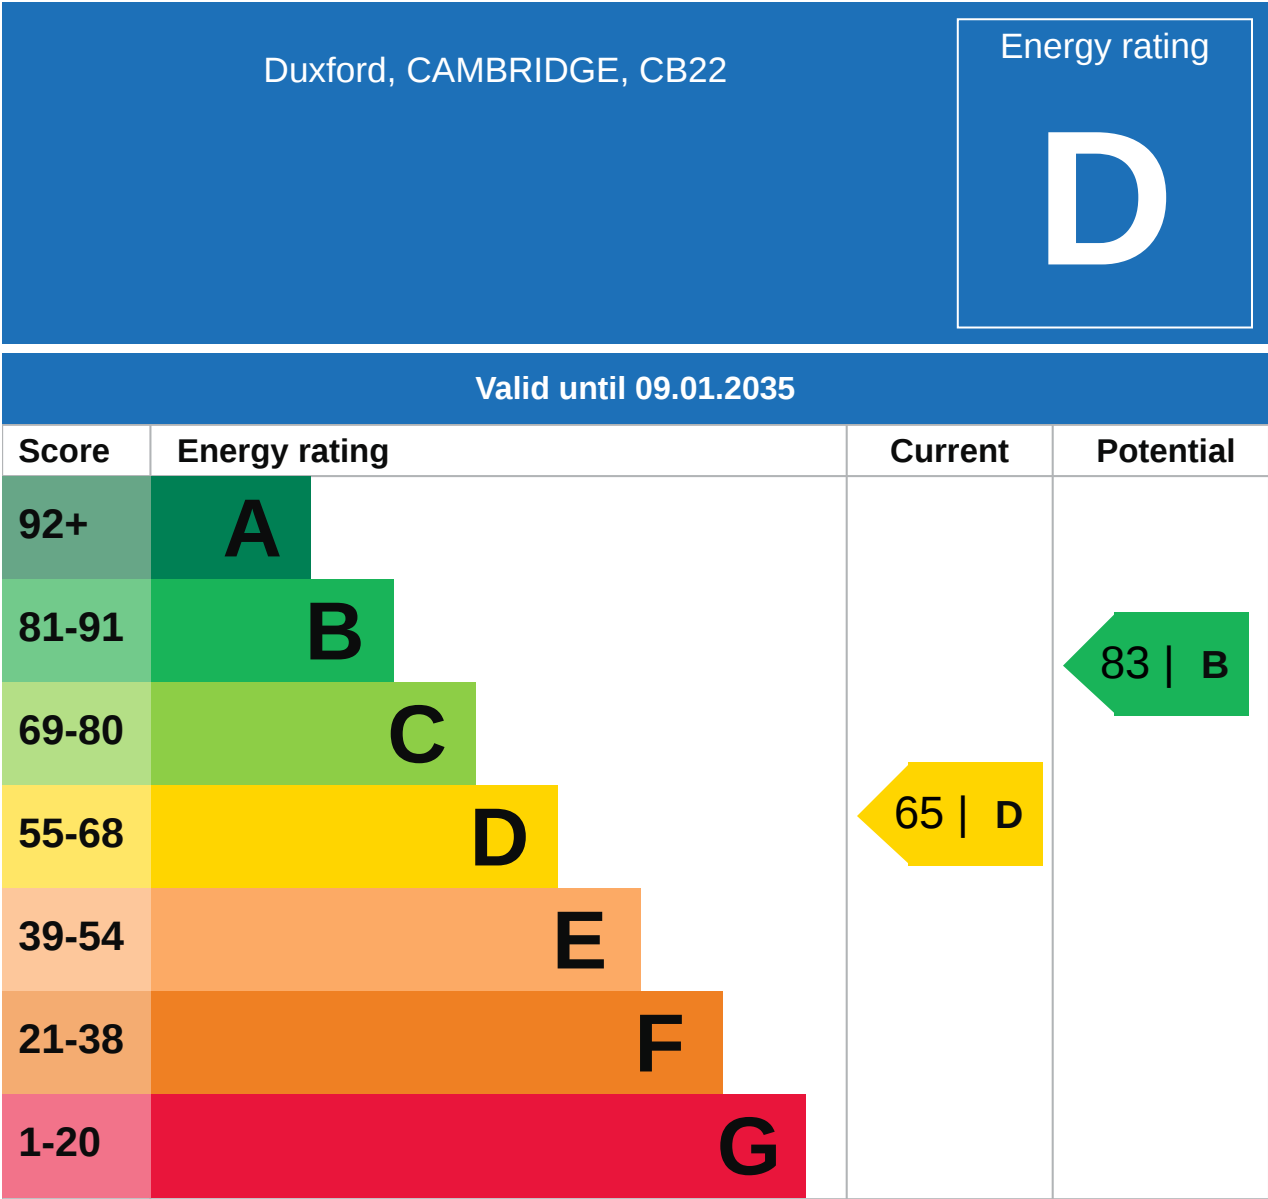 Duxford, CAMBRIDGE, CB22
Energy rating
D
Valid until 09.01.2035
Score Energy rating Current Potential
92+ A
81-91 B
83 | B
69-80 C
55-68 D
65 | D
39-54 E
21-38 F
1-20 G